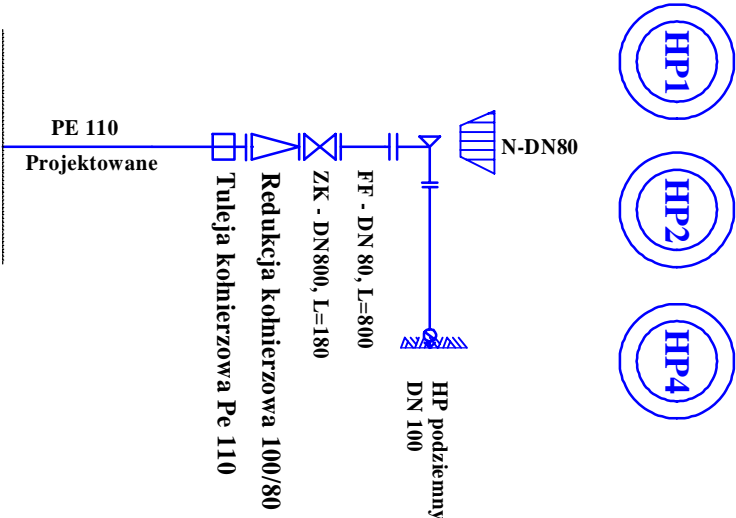 HP1
HP2
HP4
N-DN80
PE 110
Projektowane
Tuleja kołnierzowa Pe 110
Redukcja kołnierzowa 100/80
ZK - DN800, L=180
FF - DN 80, L=800
HP podziemny
DN 100